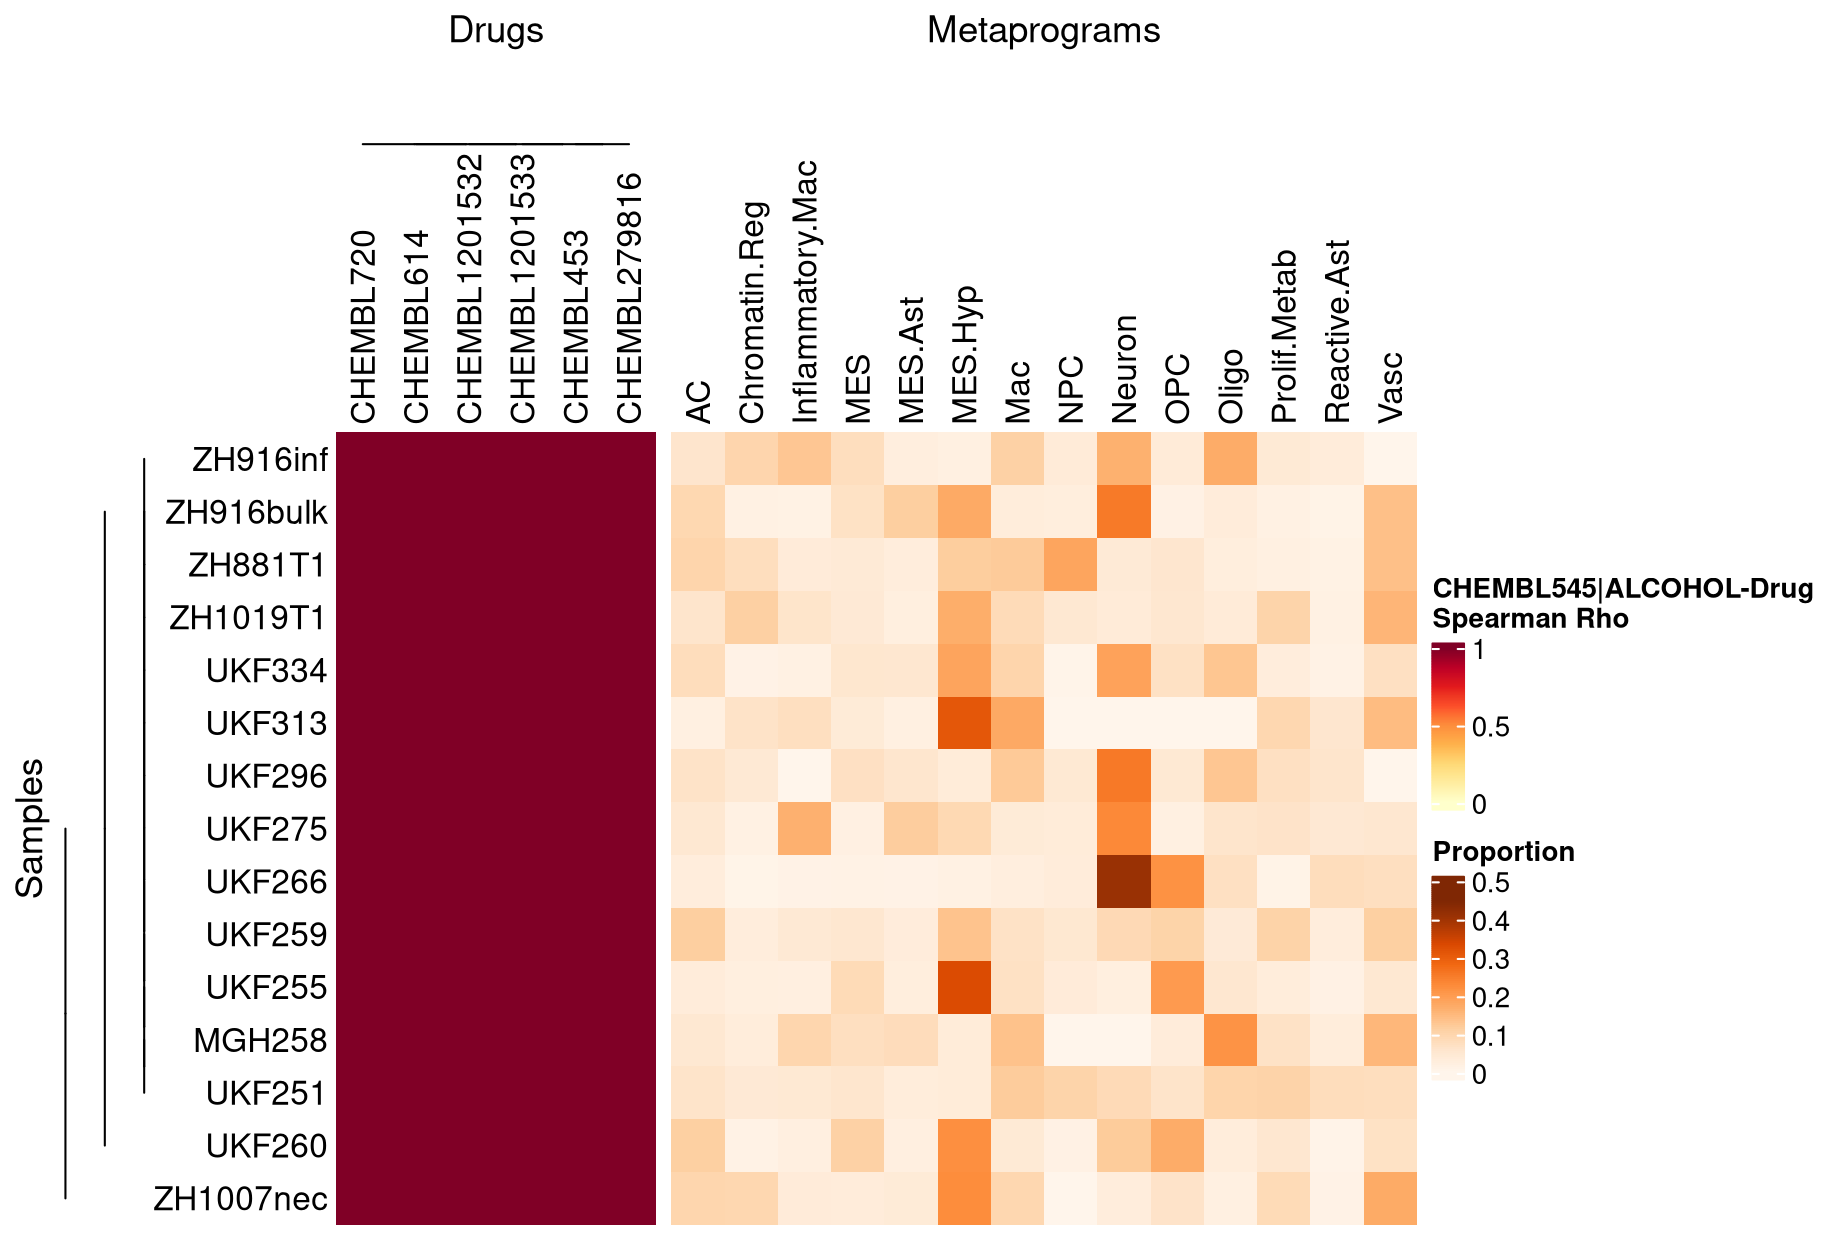 Drugs
Metaprograms
CHEMBL720
CHEMBL614
CHEMBL1201532
CHEMBL1201533
CHEMBL453
CHEMBL279816
AC
Chromatin.Reg
Inflammatory.Mac
MES
MES.Ast
MES.Hyp
Mac
NPC
Neuron
OPC
Oligo
Prolif.Metab
Reactive.Ast
Vasc
Samples
ZH916inf
ZH916bulk
ZH881T1
ZH1019T1
UKF334
UKF313
UKF296
UKF275
UKF266
UKF259
UKF255
MGH258
UKF251
UKF260
ZH1007nec
CHEMBL545|ALCOHOL-Drug
Spearman Rho
1
0.5
0
Proportion
0.5
0.4
0.3
0.2
0.1
0